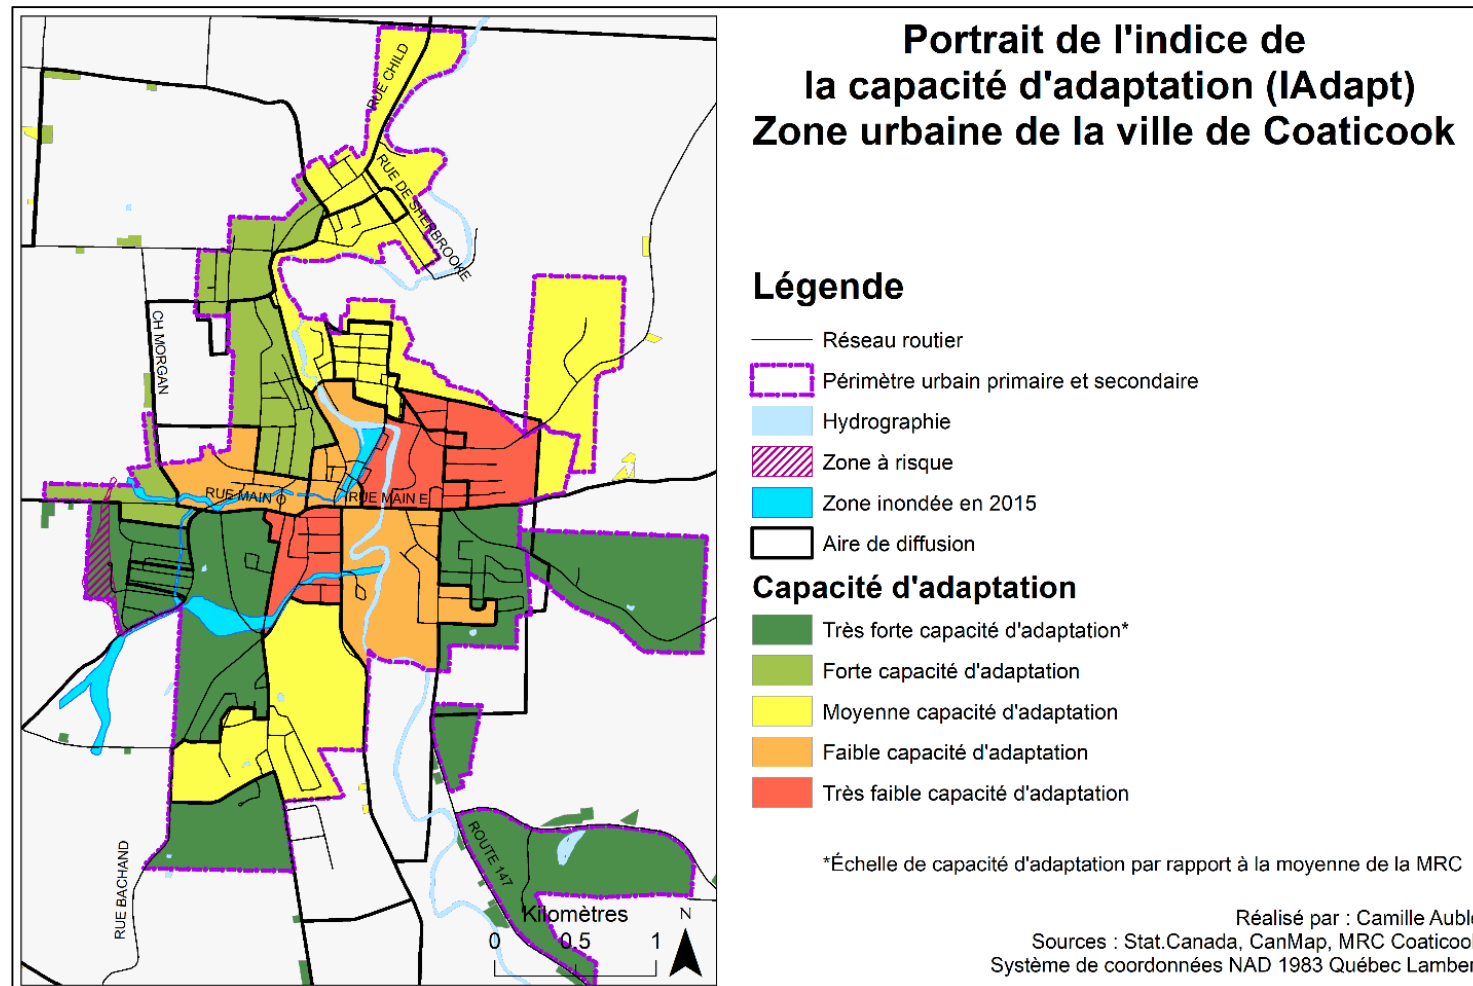 Portrait de l'indice de
la capacité d'adaptation (IAdapt)
Zone urbaine de la ville de Coaticook
RUE CHILD
RUE DE SHERBROOKE
CH MORGAN
RUE MAIN O
RUE MAIN E
RUE BACHAND
ROUTE 147
Kilomètres
0 0,5 1
N
Légende
Réseau routier
Périmètre urbain primaire et secondaire
Hydrographie
Zone à risque
Zone inondée en 2015
Aire de diffusion
Capacité d'adaptation
Très forte capacité d'adaptation*
Forte capacité d'adaptation
Moyenne capacité d'adaptation
Faible capacité d'adaptation
Très faible capacité d'adaptation
*Échelle de capacité d'adaptation par rapport à la moyenne de la MRC
Réalisé par : Camille Auble
Sources : Stat.Canada, CanMap, MRC Coaticook
Système de coordonnées NAD 1983 Québec Lamber